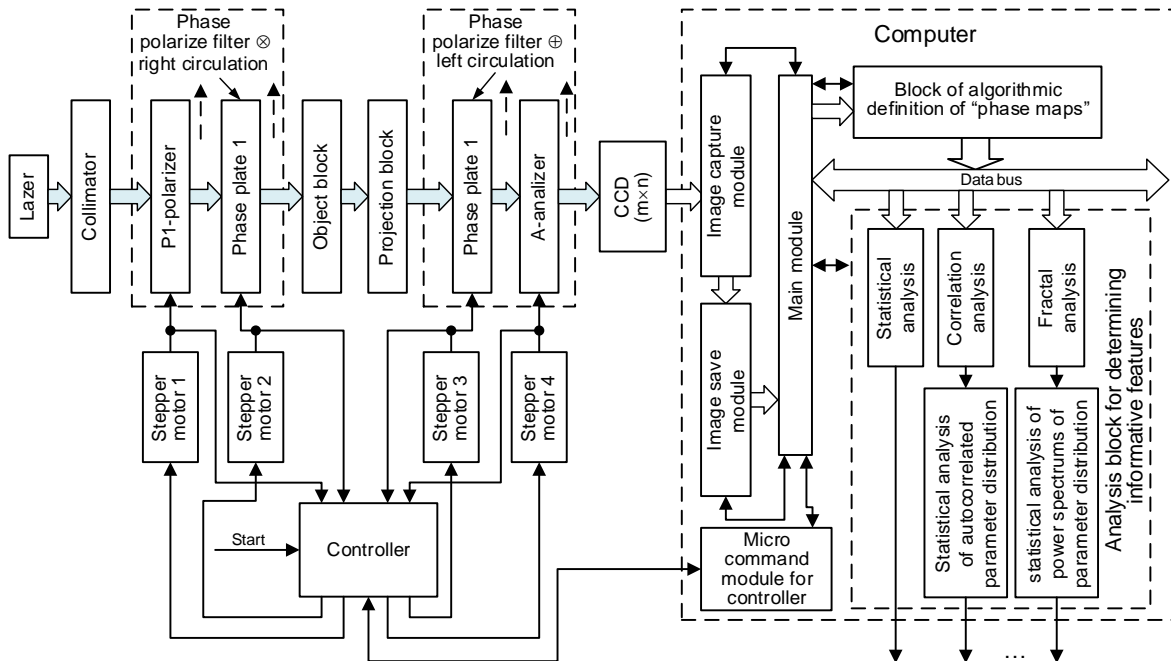 Phase
polarize filter ⊗
right circulation
Phase
polarize filter ⊕
left circulation
Computer
Lazer
Collimator
P1-polarizer
Phase plate 1
Object block
Projection block
Phase plate 1
A-analizer
CCD
(m×n)
Image capture
module
Main module
Block of algorithmic
definition of “phase maps”
Data bus
Statistical
analysis
Correlation
analysis
Fractal
analysis
Image save
module
Stepper
motor 1
Stepper
motor 2
Stepper
motor 3
Stepper
motor 4
Statistical analysis
of autocorrelated
parameter distribution
statistical analysis of
power spectrums of
parameter distribution
Analysis block for determining
informative features
Start
Controller
Micro
command
module for
controller
...